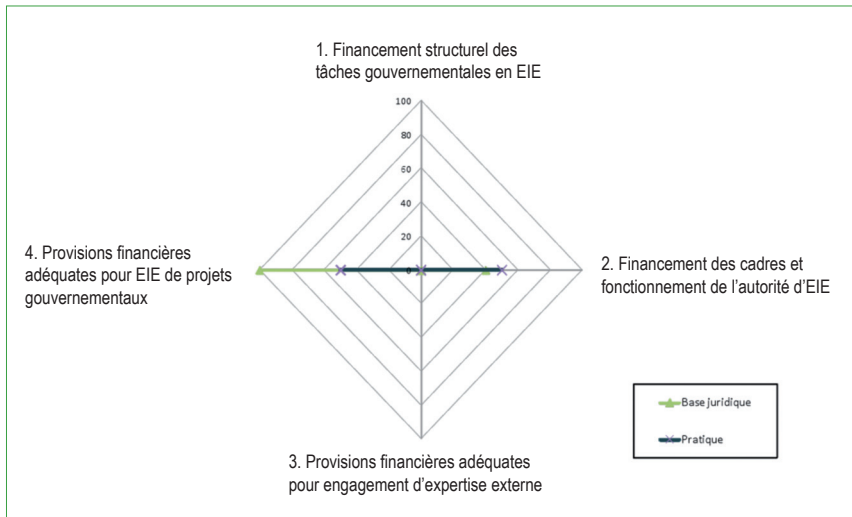 1. Financement structurel des
tâches gouvernementales en EIE
100
80
60
40
20
0
4. Provisions financières
adéquates pour EIE de projets
gouvernementaux
2. Financement des cadres et
fonctionnement de l'autorité d'EIE
Base juridique
Pratique
3. Provisions financières adéquates
pour engagement d'expertise externe